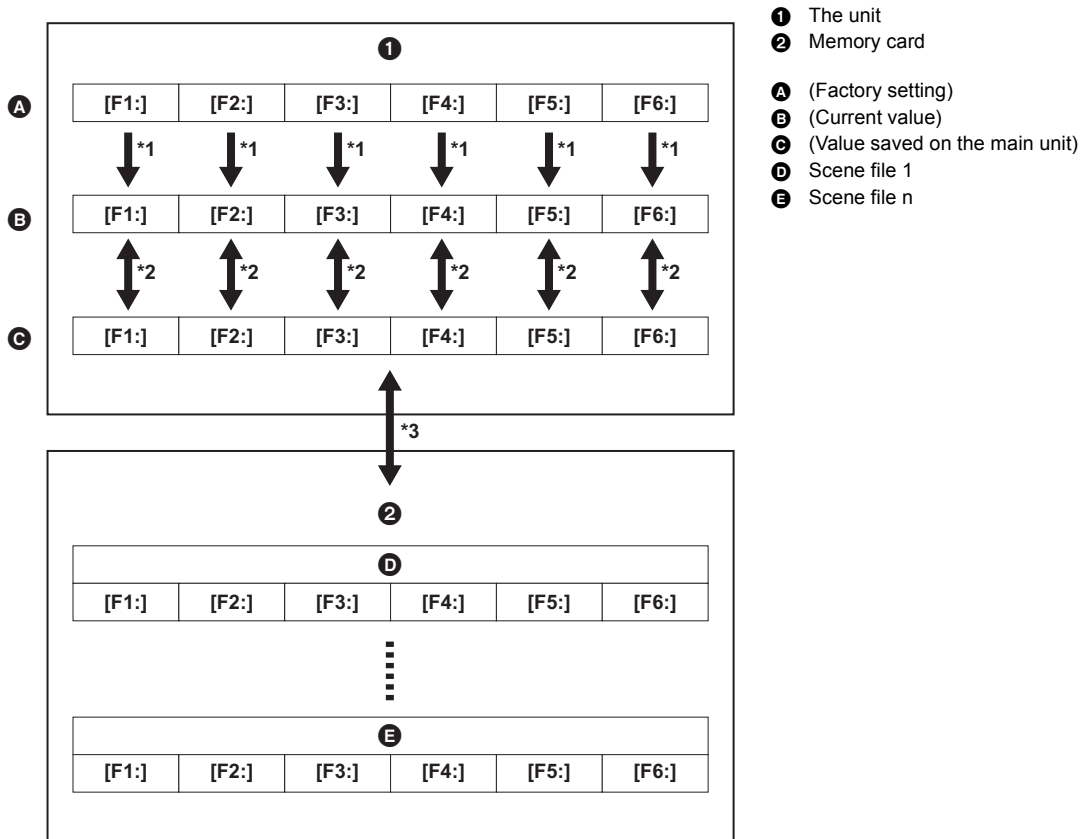 ❶ The unit
❷ Memory card
Ⓐ (Factory setting)
Ⓑ (Current value)
Ⓒ (Value saved on the main unit)
Ⓓ Scene file 1
Ⓔ Scene file n
❶
Ⓐ [F1:] [F2:] [F3:] [F4:] [F5:] [F6:]
*1 *1 *1 *1 *1 *1
Ⓑ [F1:] [F2:] [F3:] [F4:] [F5:] [F6:]
*2 *2 *2 *2 *2 *2
Ⓒ [F1:] [F2:] [F3:] [F4:] [F5:] [F6:]
*3
❷
Ⓓ
[F1:] [F2:] [F3:] [F4:] [F5:] [F6:]
Ⓔ
[F1:] [F2:] [F3:] [F4:] [F5:] [F6:]